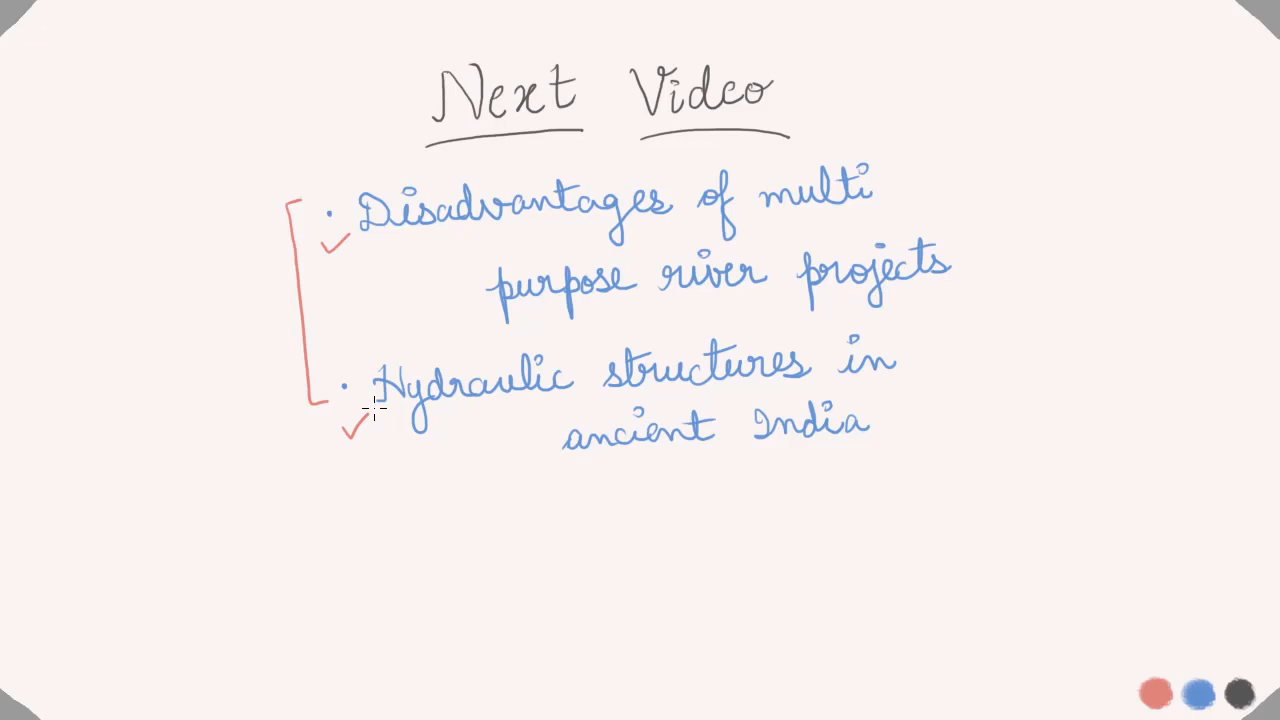 Next Video
· Disadvantages of multi
purpose river projects
· Hydraulic structures in
ancient India